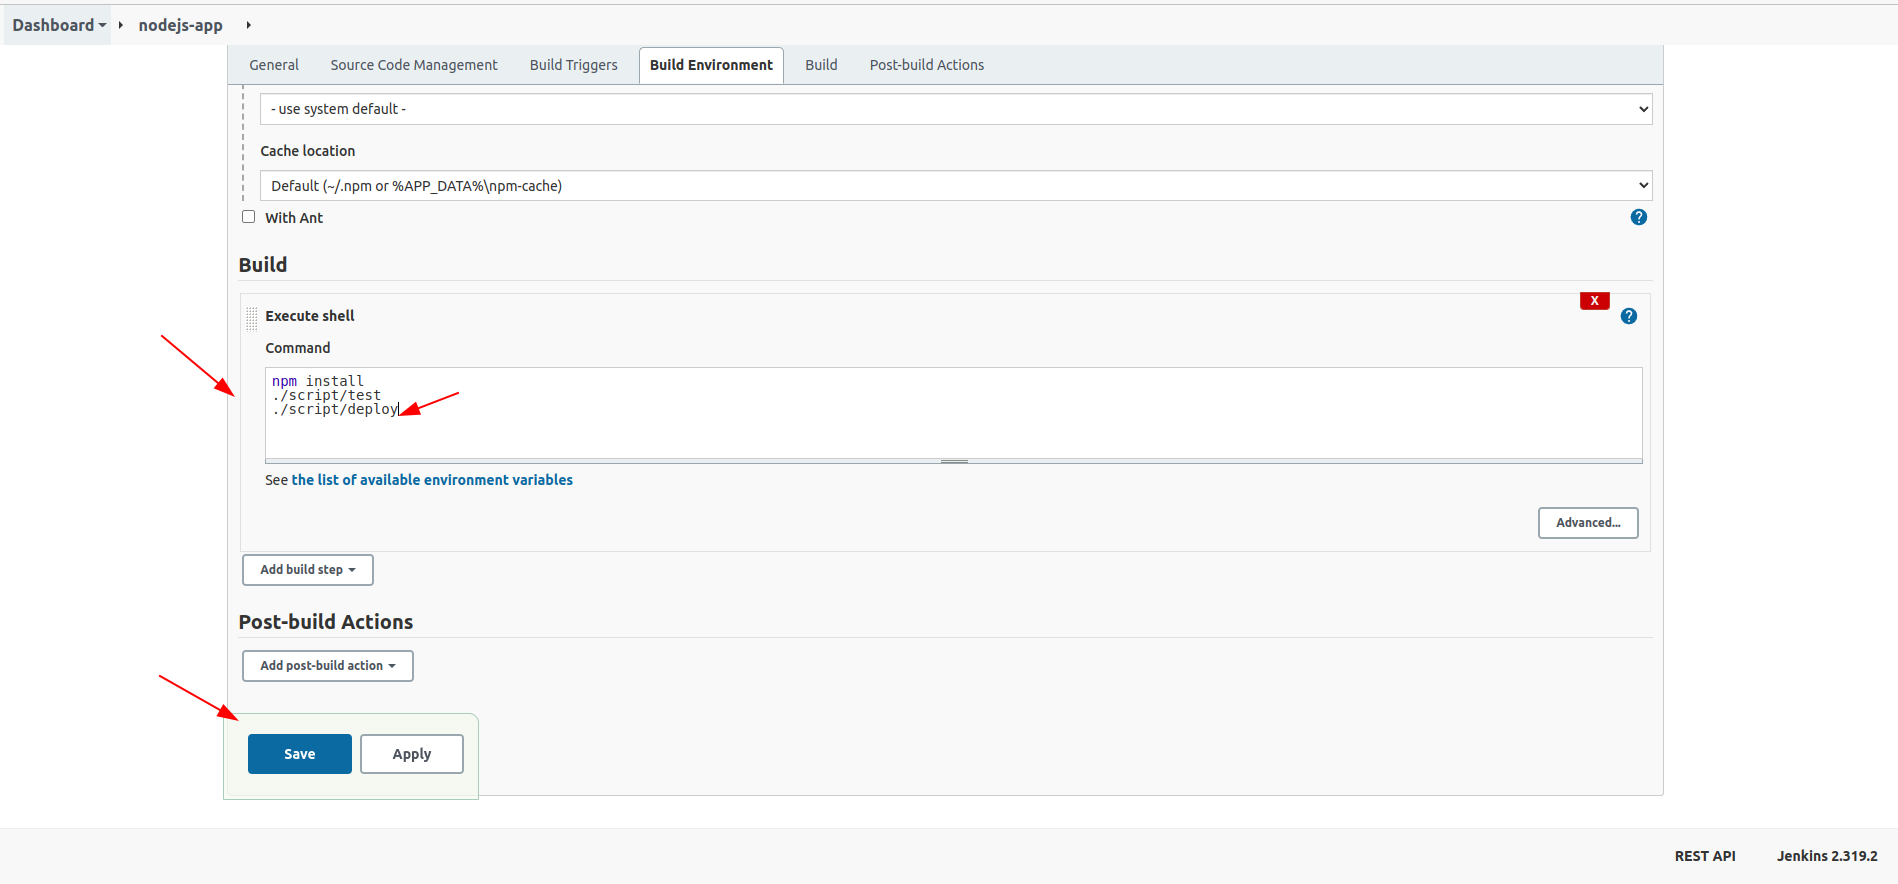 Dashboard nodejs-app
General Source Code Management Build Triggers Build Environment Build Post-build Actions
- use system default -
Cache location
Default (~/.npm or %APP_DATA%\npm-cache)
With Ant ?
Build
X
Execute shell ?
Command
npm install
./script/test
./script/deploy
See the list of available environment variables
Advanced...
Add build step
Post-build Actions
Add post-build action
Save Apply
REST API Jenkins 2.319.2